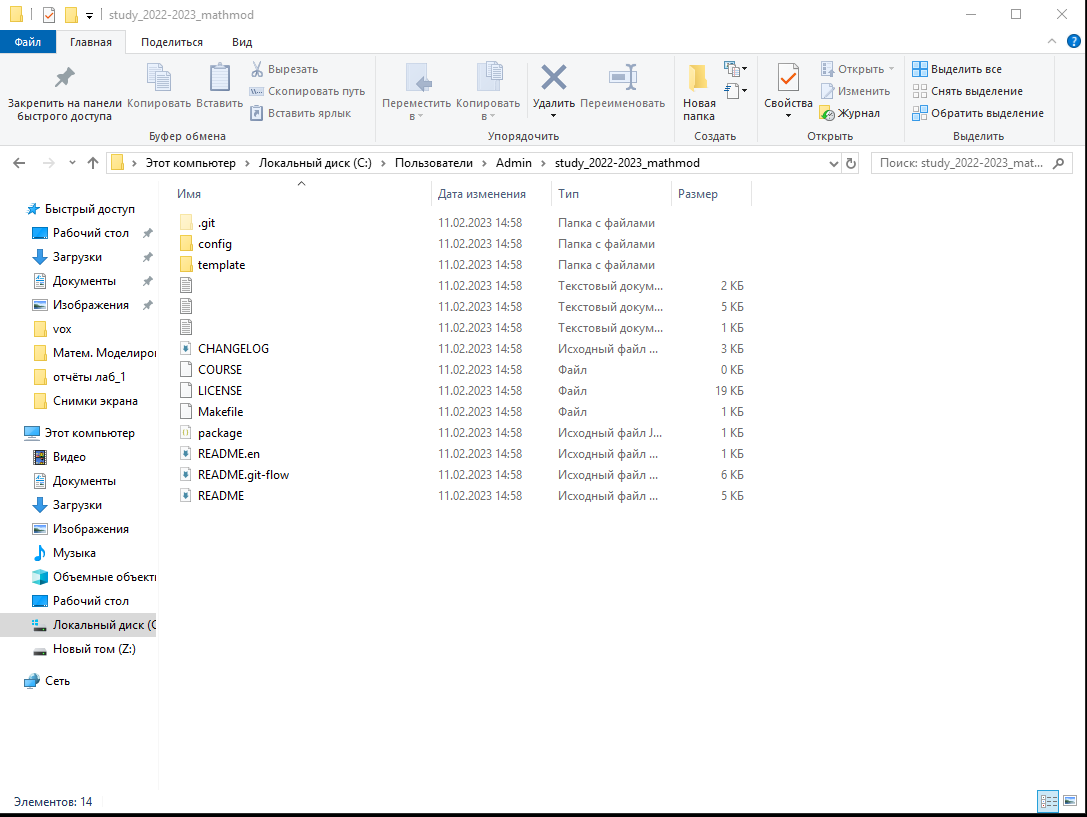 study_2022-2023_mathmod
Файл Главная Поделиться Вид
Закрепить на панели быстрого доступа
Копировать
Вставить
Вырезать
Скопировать путь
Вставить ярлык
Буфер обмена
Переместить в
Копировать в
Удалить
Переименовать
Упорядочить
Новая папка
Создать
Свойства
Открыть
Изменить
Журнал
Открыть
Выделить все
Снять выделение
Обратить выделение
Выделить
Этот компьютер > Локальный диск (C:) > Пользователи > Admin > study_2022-2023_mathmod
Поиск: study_2022-2023_mat...
Быстрый доступ
Рабочий стол
Загрузки
Документы
Изображения
vox
Матем. Моделиро
отчёты лаб_1
Снимки экрана
Этот компьютер
Видео
Документы
Загрузки
Изображения
Музыка
Объемные объект
Рабочий стол
Локальный диск (C
Новый том (Z:)
Сеть
Имя Дата изменения Тип Размер
.git 11.02.2023 14:58 Папка с файлами
config 11.02.2023 14:58 Папка с файлами
template 11.02.2023 14:58 Папка с файлами
11.02.2023 14:58 Текстовый докум... 2 КБ
11.02.2023 14:58 Текстовый докум... 5 КБ
11.02.2023 14:58 Текстовый докум... 1 КБ
CHANGELOG 11.02.2023 14:58 Исходный файл ... 3 КБ
COURSE 11.02.2023 14:58 Файл 0 КБ
LICENSE 11.02.2023 14:58 Файл 19 КБ
Makefile 11.02.2023 14:58 Файл 1 КБ
package 11.02.2023 14:58 Исходный файл J... 1 КБ
README.en 11.02.2023 14:58 Исходный файл ... 1 КБ
README.git-flow 11.02.2023 14:58 Исходный файл ... 6 КБ
README 11.02.2023 14:58 Исходный файл ... 5 КБ
Элементов: 14